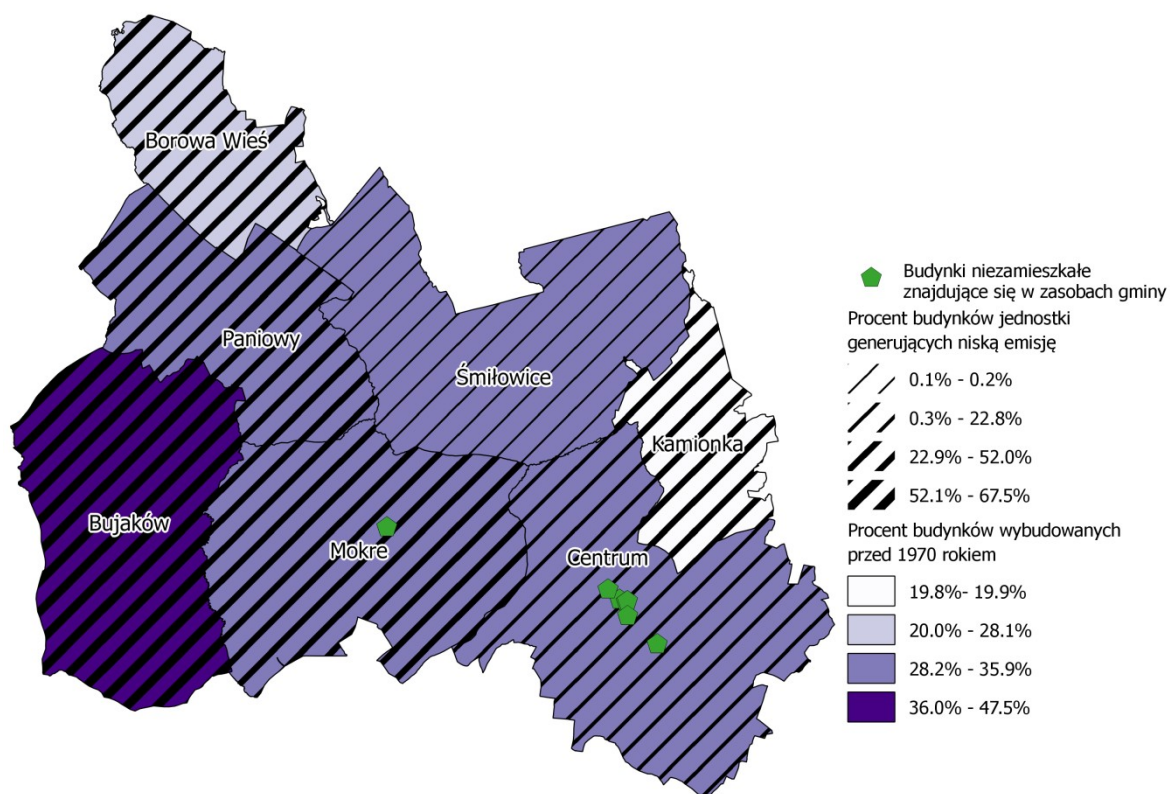 Borowa Wieś
Paniowy
Śmiłowice
Kamionka
Bujaków
Mokre
Centrum
Budynki niezamieszkałe
znajdujące się w zasobach gminy
Procent budynków jednostki
generujących niską emisję
0.1% - 0.2%
0.3% - 22.8%
22.9% - 52.0%
52.1% - 67.5%
Procent budynków wybudowanych
przed 1970 rokiem
19.8%- 19.9%
20.0% - 28.1%
28.2% - 35.9%
36.0% - 47.5%